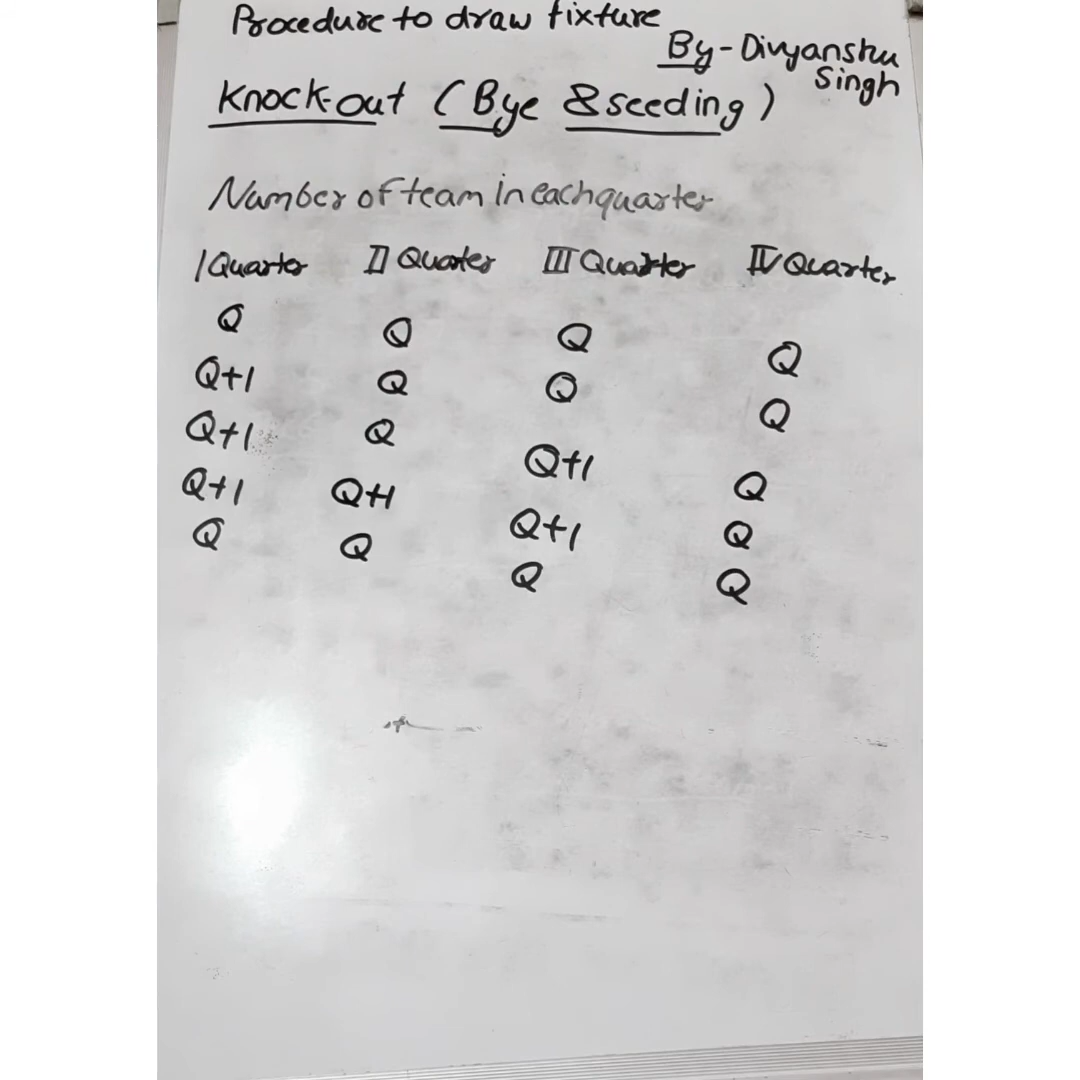 Procedure to draw fixture
By-Divyanshu
Singh
Knock-out (Bye & seeding)
Number of team in each quarter
I Quarter II Quarter III Quarter IV Quarter
Q Q Q Q
Q+1 Q Q Q
Q+1 Q Q+1 Q
Q+1 Q+1 Q+1 Q
Q Q Q Q